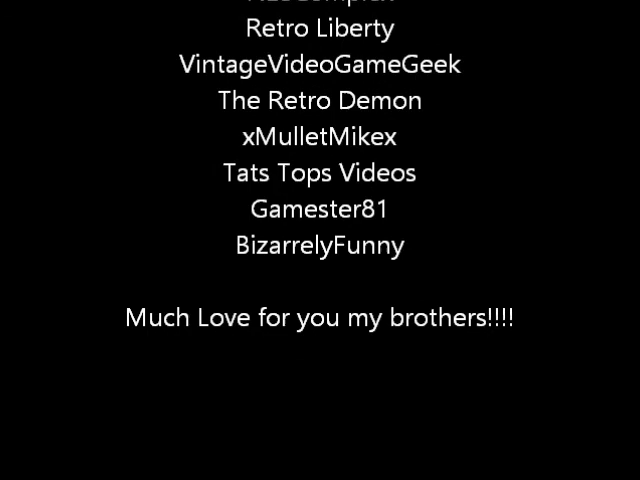 Retro Liberty
VintageVideoGameGeek
The Retro Demon
xMulletMikex
Tats Tops Videos
Gamester81
BizarrelyFunny
Much Love for you my brothers!!!!